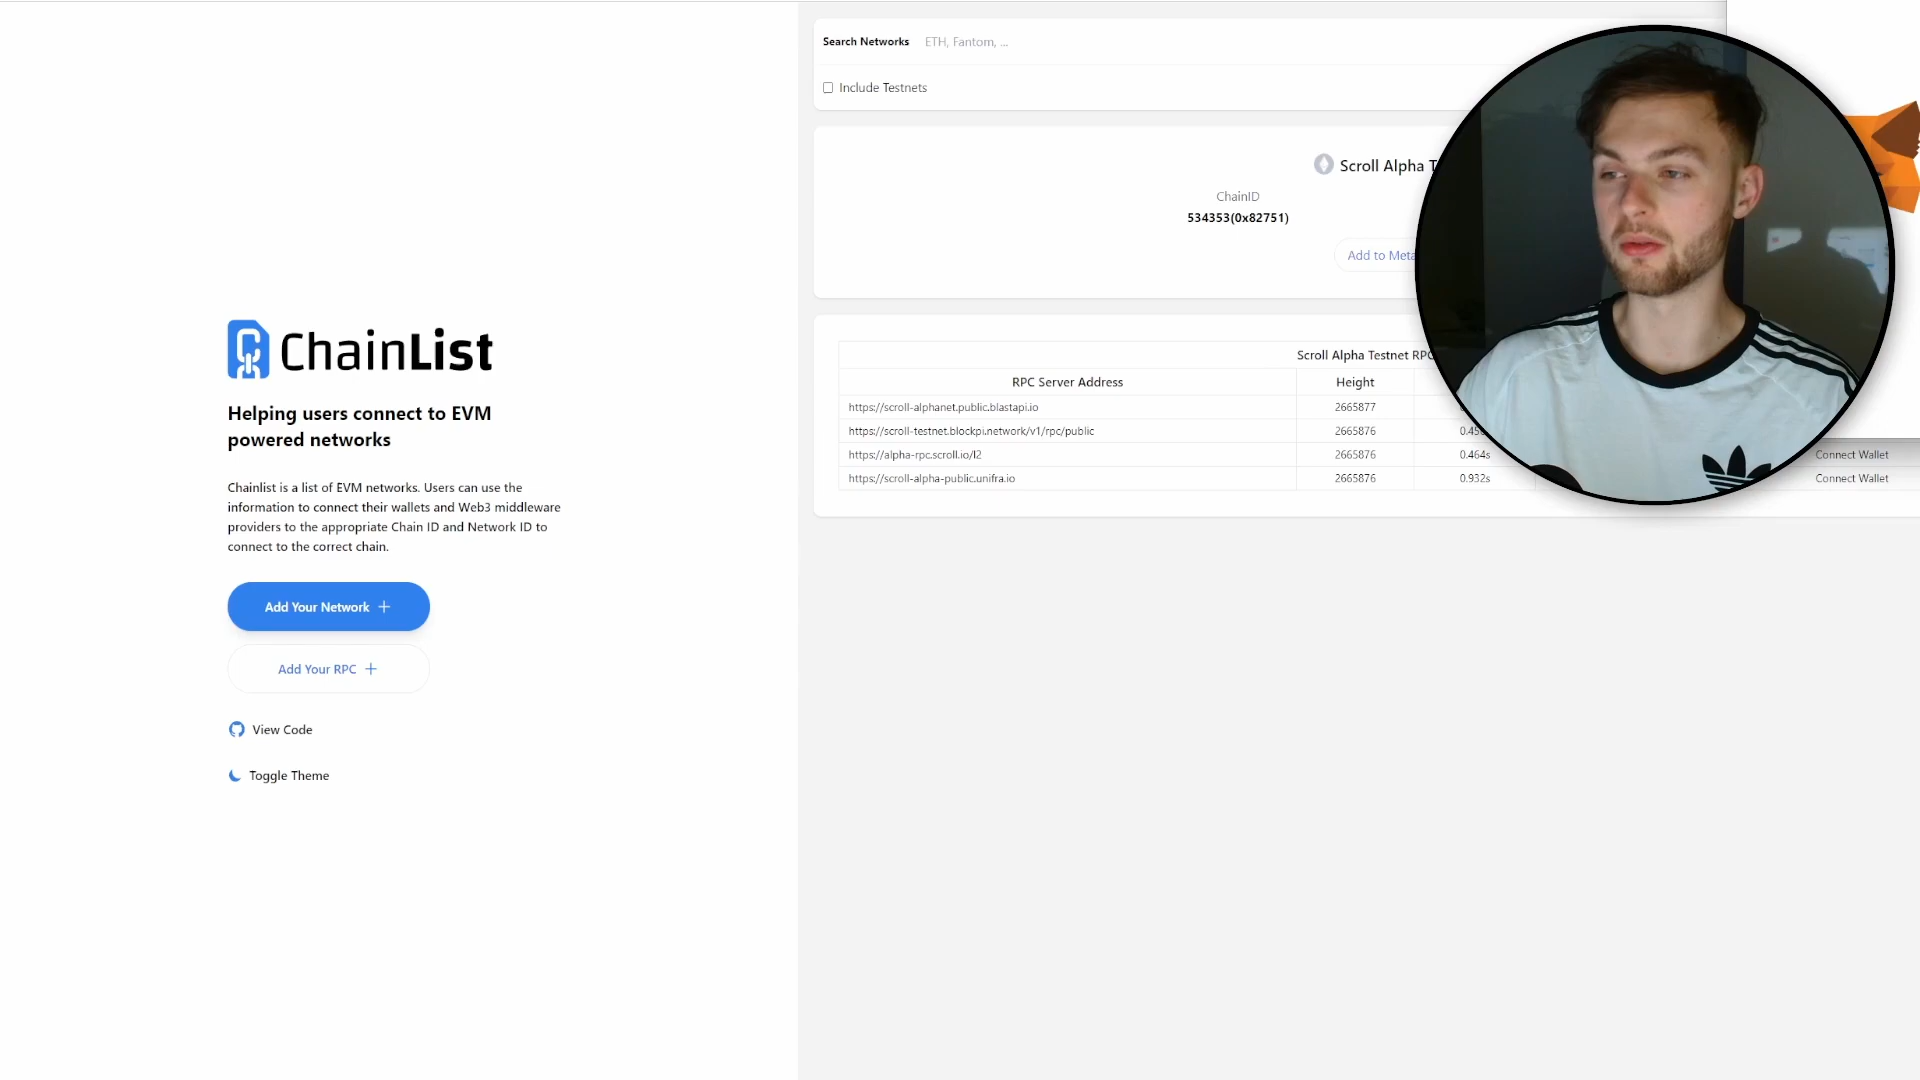 Search Networks
ETH, Fantom, ...
Include Testnets
Scroll Alpha T
ChainID
534353(0x82751)
Add to Meta
ChainList
Helping users connect to EVM
powered networks
Chainlist is a list of EVM networks. Users can use the
information to connect their wallets and Web3 middleware
providers to the appropriate Chain ID and Network ID to
connect to the correct chain.
Add Your Network
Add Your RPC
View Code
Toggle Theme
Scroll Alpha Testnet RPC
RPC Server Address Height
https://scroll-alphanet.public.blastapi.io 2665877
https://scroll-testnet.blockpi.network/v1/rpc/public 2665876
https://alpha-rpc.scroll.io/l2 2665876 0.464s Connect Wallet
https://scroll-alpha-public.unifra.io 2665876 0.932s Connect Wallet